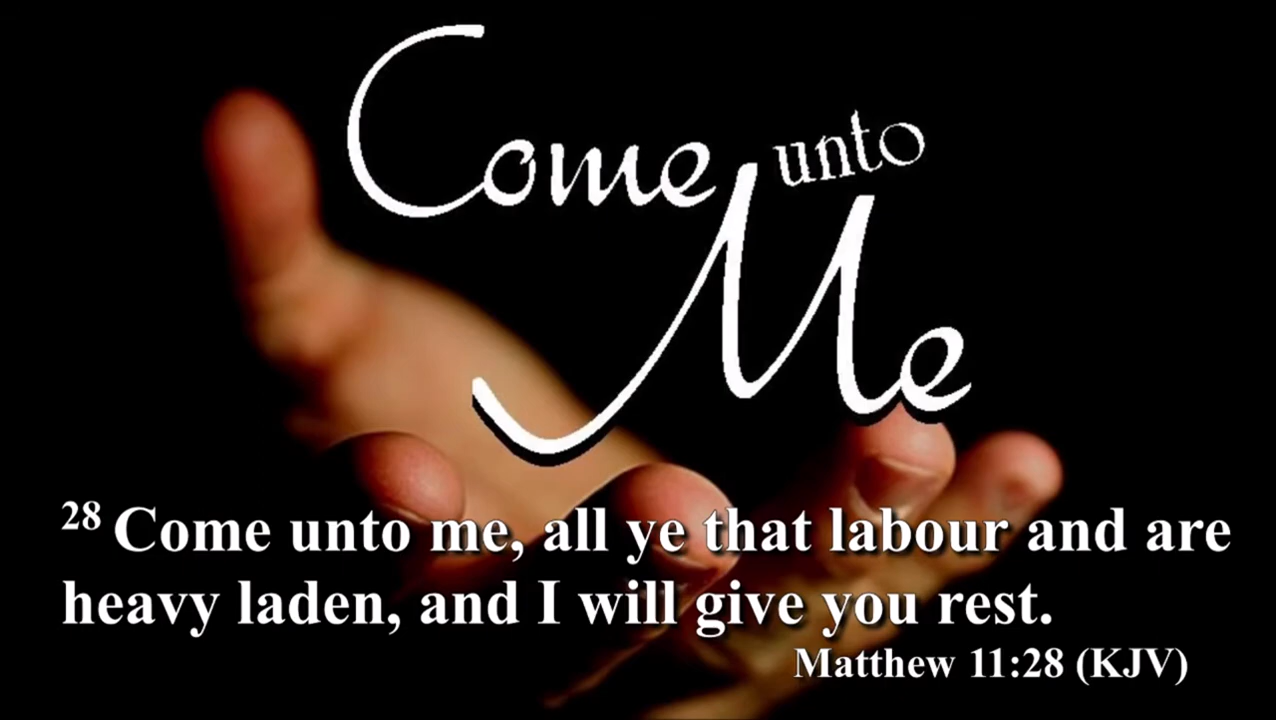 Come unto
Me
28 Come unto me, all ye that labour and are
heavy laden, and I will give you rest.
Matthew 11:28 (KJV)